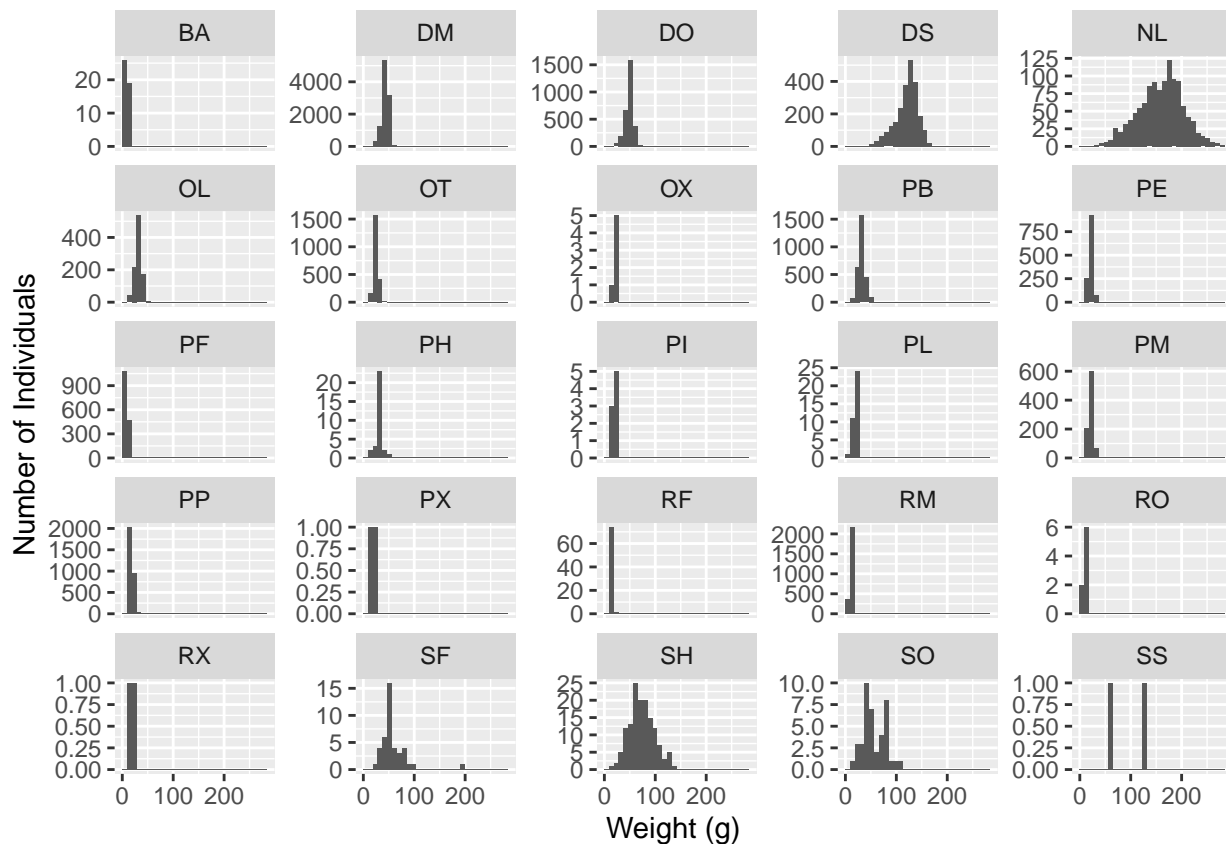 Number of Individuals
BA DM DO DS NL
20 10 0
4000 2000 0
1500 1000 500 0
400 200 0
125 100 75 50 25 0
OL OT OX PB PE
400 200 0
1500 1000 500 0
5 4 3 2 1 0
1500 1000 500 0
750 500 250 0
PF PH PI PL PM
900 600 300 0
20 15 10 5 0
5 4 3 2 1 0
25 20 15 10 5 0
600 400 200 0
PP PX RF RM RO
2000 1500 1000 500 0
1.00 0.75 0.50 0.25 0.00
60 40 20 0
2000 1500 1000 500 0
6 4 2 0
RX SF SH SO SS
1.00 0.75 0.50 0.25 0.00
15 10 5 0
25 20 15 10 5 0
10.0 7.5 5.0 2.5 0.0
1.00 0.75 0.50 0.25 0.00
0 100 200 0 100 200 0 100 200 0 100 200 0 100 200
Weight (g)